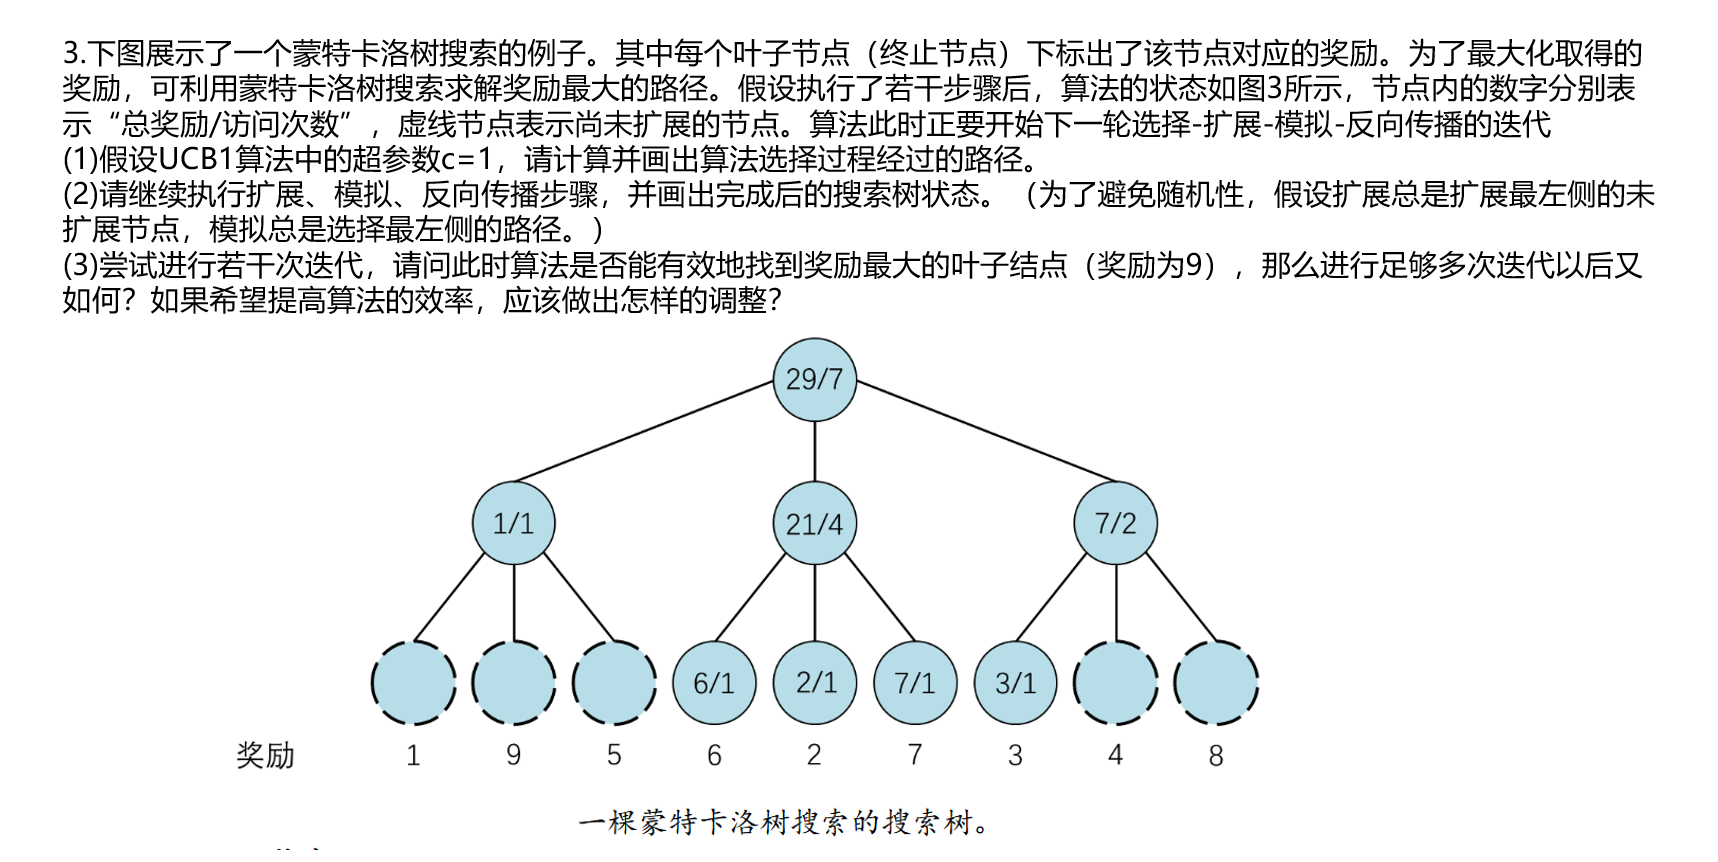 3.下图展示了一个蒙特卡洛树搜索的例子。其中每个叶子节点（终止节点）下标出了该节点对应的奖励。为了最大化取得的
奖励，可利用蒙特卡洛树搜索求解奖励最大的路径。假设执行了若干步骤后，算法的状态如图3所示，节点内的数字分别表
示“总奖励/访问次数”，虚线节点表示尚未扩展的节点。算法此时正要开始下一轮选择-扩展-模拟-反向传播的迭代
(1)假设UCB1算法中的超参数c=1，请计算并画出算法选择过程经过的路径。
(2)请继续执行扩展、模拟、反向传播步骤，并画出完成后的搜索树状态。（为了避免随机性，假设扩展总是扩展最左侧的未
扩展节点，模拟总是选择最左侧的路径。）
(3)尝试进行若干次迭代，请问此时算法是否能有效地找到奖励最大的叶子结点（奖励为9），那么进行足够多次迭代以后又
如何？如果希望提高算法的效率，应该做出怎样的调整？
29/7
1/1 21/4 7/2
6/1 2/1 7/1 3/1
奖励 1 9 5 6 2 7 3 4 8
一棵蒙特卡洛树搜索的搜索树。